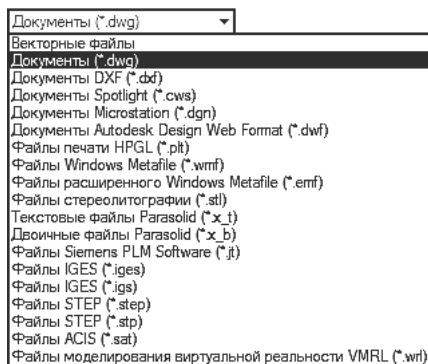 Документы (*.dwg)
Векторные файлы
Документы (*.dwg)
Документы DXF (*.dxf)
Документы Spotlight (*.cws)
Документы Microstation (*.dgn)
Документы Autodesk Design Web Format (*.dwf)
Файлы печати HPGL (*.plt)
Файлы Windows Metafile (*.wmf)
Файлы расширенного Windows Metafile (*.emf)
Файлы стереолитографии (*.stl)
Текстовые файлы Parasolid (*.x_t)
Двоичные файлы Parasolid (*.x_b)
Файлы Siemens PLM Software (*.jt)
Файлы IGES (*.iges)
Файлы IGES (*.igs)
Файлы STEP (*.step)
Файлы STEP (*.stp)
Файлы ACIS (*.sat)
Файлы моделирования виртуальной реальности VMRL (*.wrl)